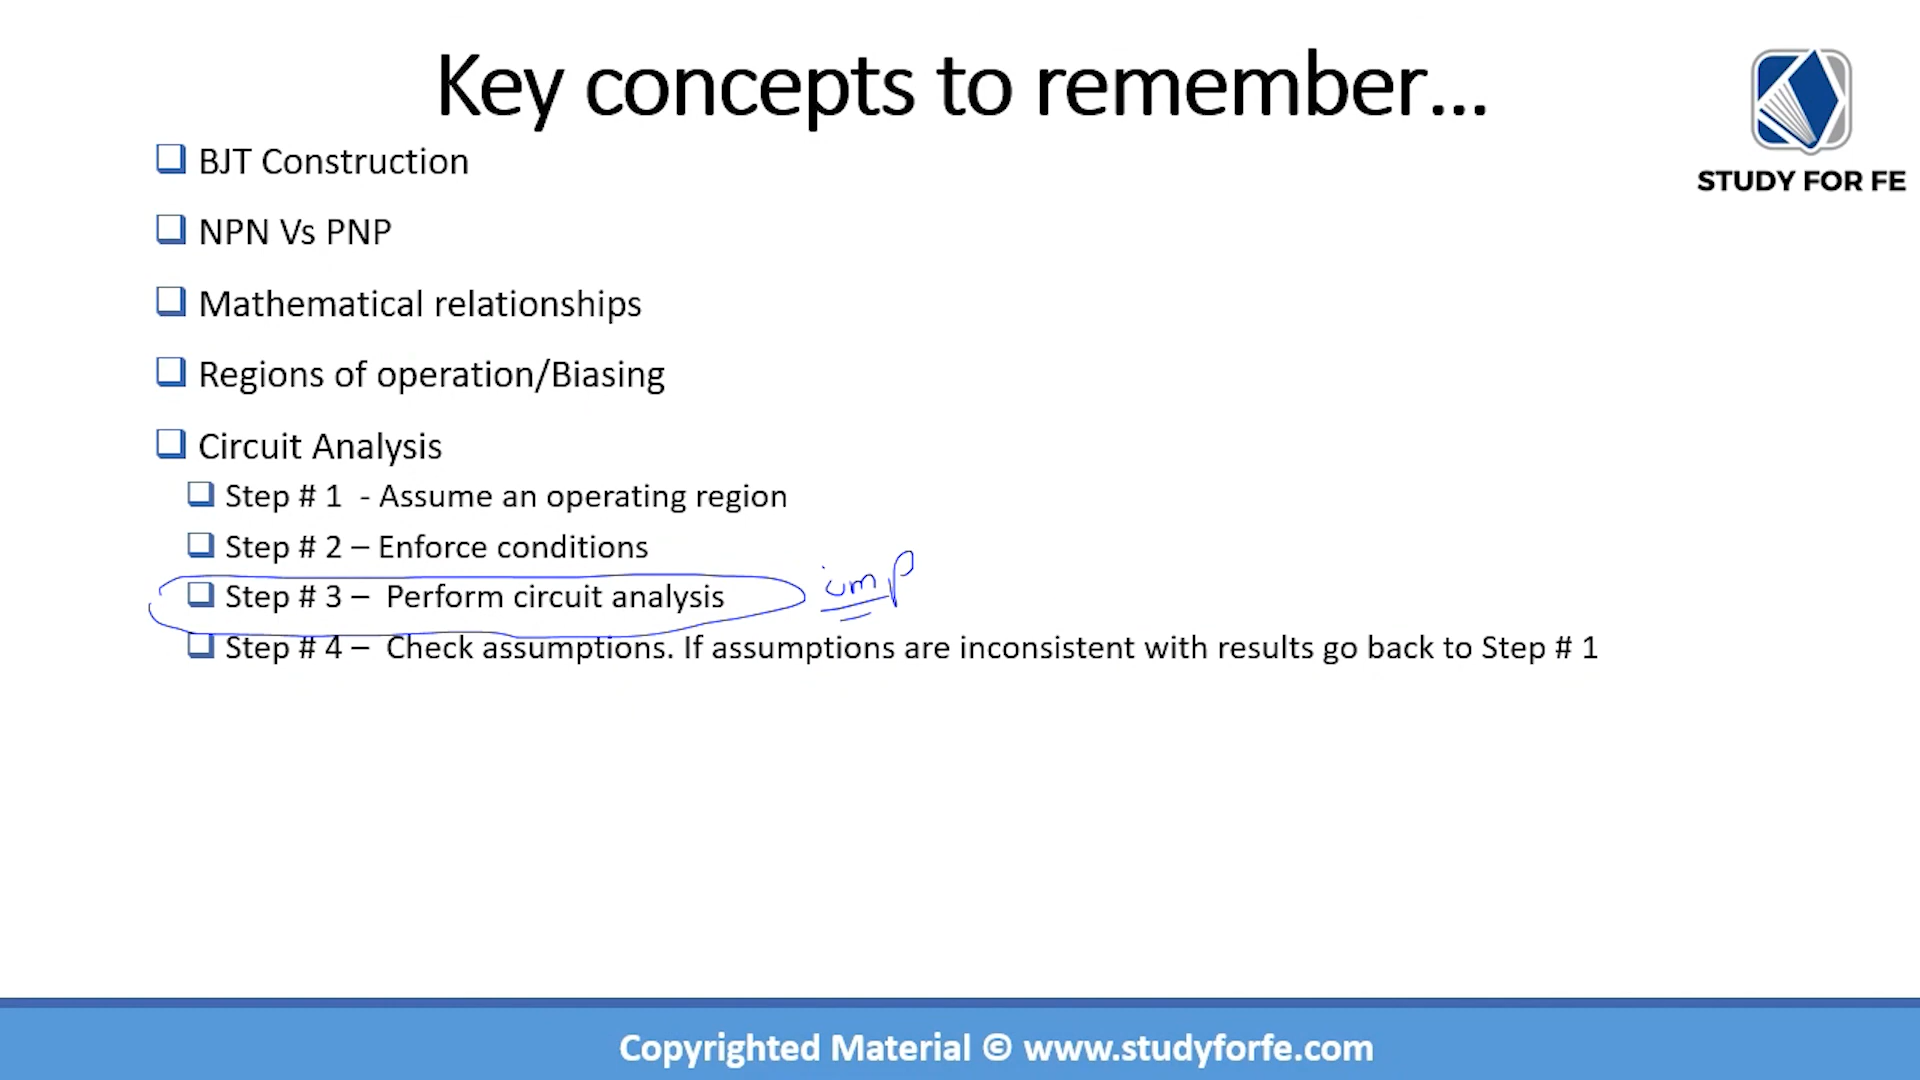 Key concepts to remember...
STUDY FOR FE
BJT Construction
NPN Vs PNP
Mathematical relationships
Regions of operation/Biasing
Circuit Analysis
Step # 1 - Assume an operating region
Step # 2 – Enforce conditions
Step # 3 – Perform circuit analysis
imp
Step # 4 – Check assumptions. If assumptions are inconsistent with results go back to Step # 1
Copyrighted Material © www.studyforfe.com